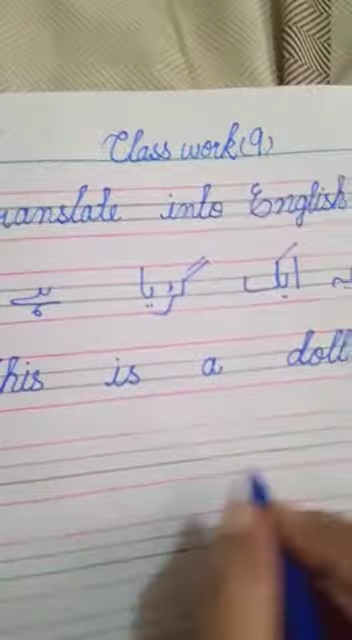 Class work (9)
ranslate into English
ہ ایک گڑیا ہے
his is a doll